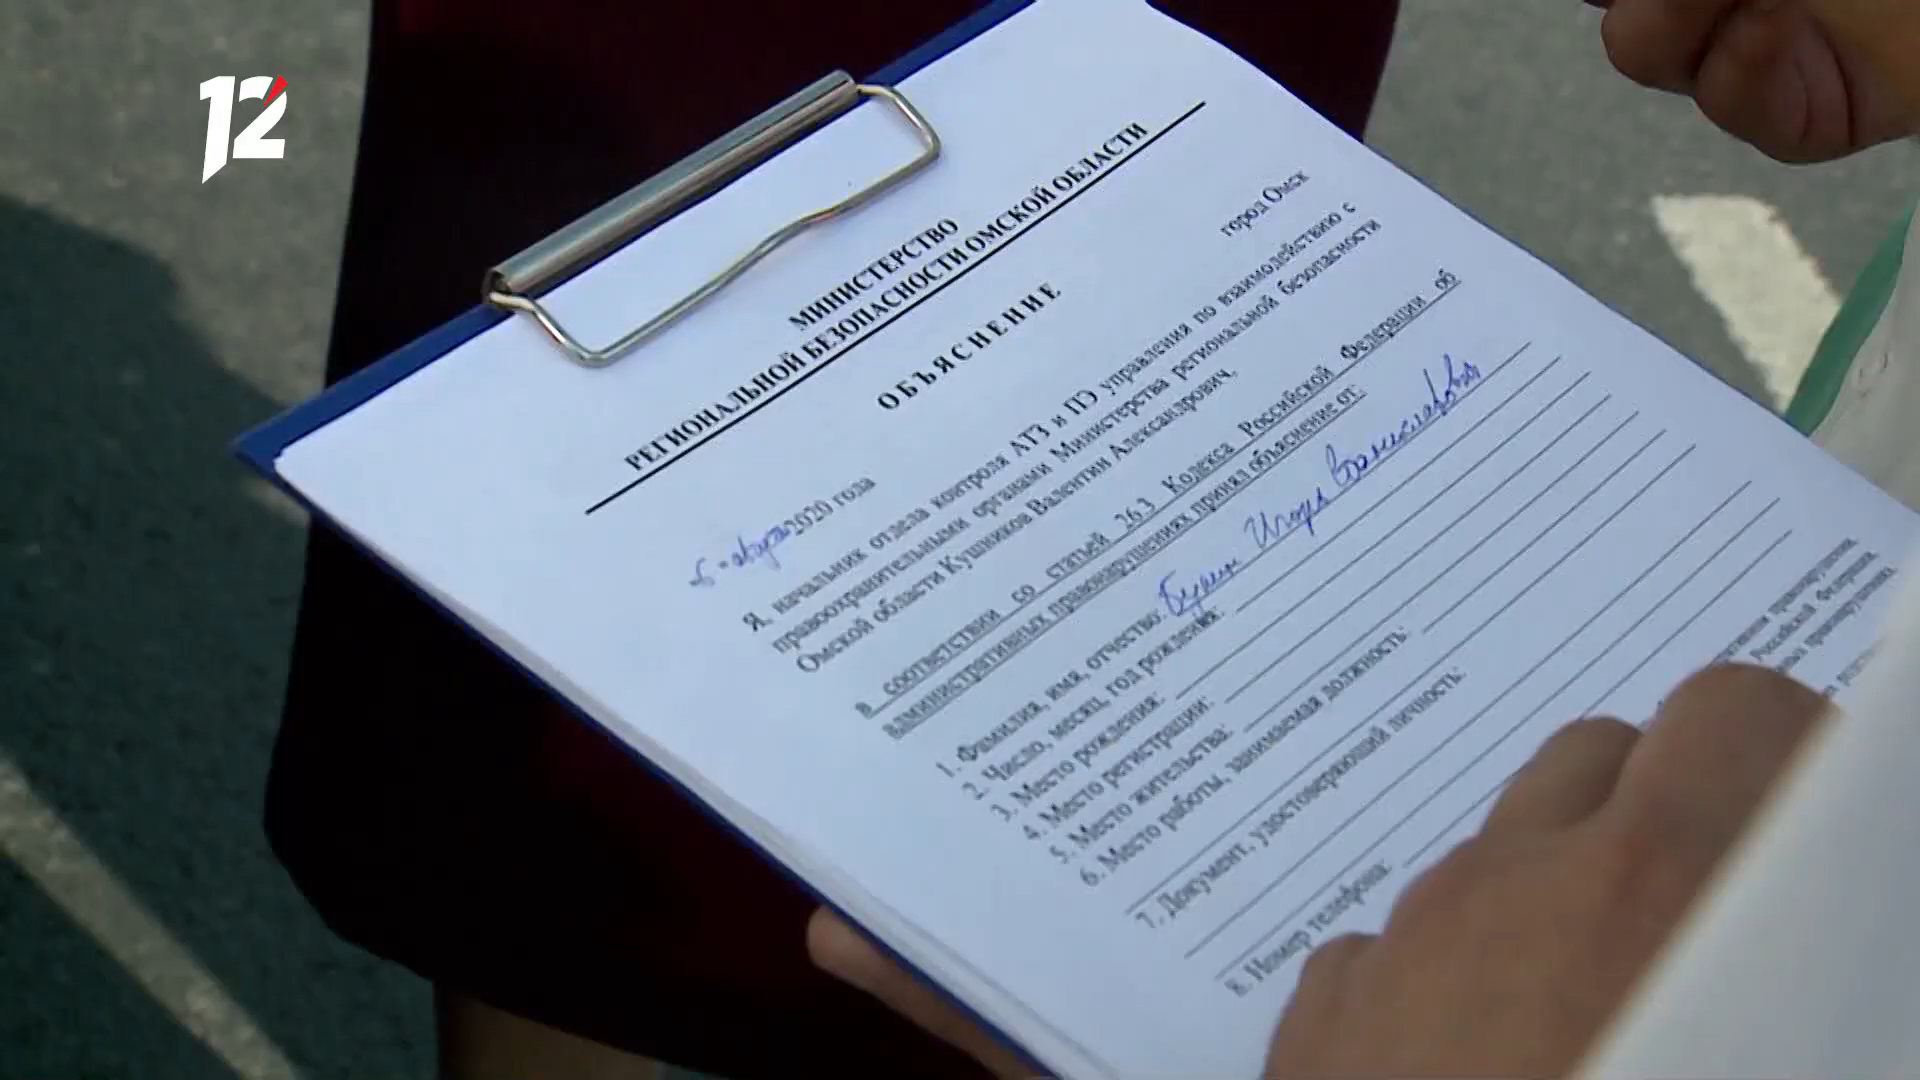 12
МИНИСТЕРСТВО
РЕГИОНАЛЬНОЙ БЕЗОПАСНОСТИ ОМСКОЙ ОБЛАСТИ
ОБЪЯСНЕНИЕ
город Омск
2020 года
Я, начальник отдела контроля АТЗ и ПЭ управления по взаимодействию с
правоохранительными органами Министерства региональной безопасности
Омской области Кушников Валентин Александрович,
в соответствии со статьей 26.3 Кодекса Российской Федерации об
административных правонарушениях принял объяснение от:
1. Фамилия, имя, отчество:
2. Число, месяц, год рождения:
3. Место рождения:
4. Место регистрации:
5. Место жительства:
6. Место работы, занимаемая должность:
7. Документ, удостоверяющий личность:
8. Номер телефона:
Российской Федерации